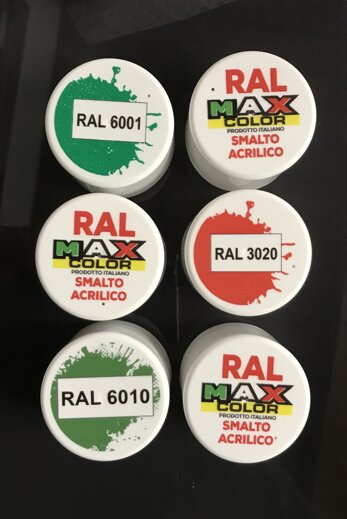 RAL 6001
RAL
MAX
COLOR
PRODOTTO ITALIANO
SMALTO
ACRILICO
RAL
MAX
COLOR
PRODOTTO ITALIANO
SMALTO
ACRILICO
RAL 3020
RAL 6010
RAL
MAX
COLOR
PRODOTTO ITALIANO
SMALTO
ACRILICO